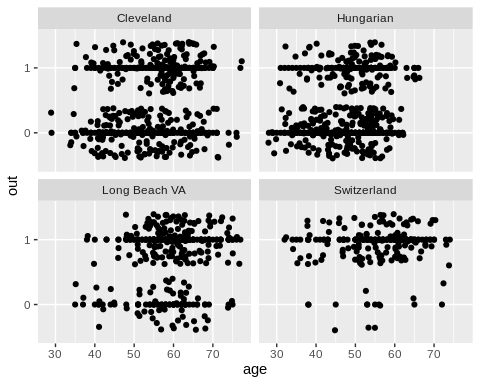 Cleveland Hungarian
1
0
Long Beach VA Switzerland
1
0
30 40 50 60 70 30 40 50 60 70
age
out